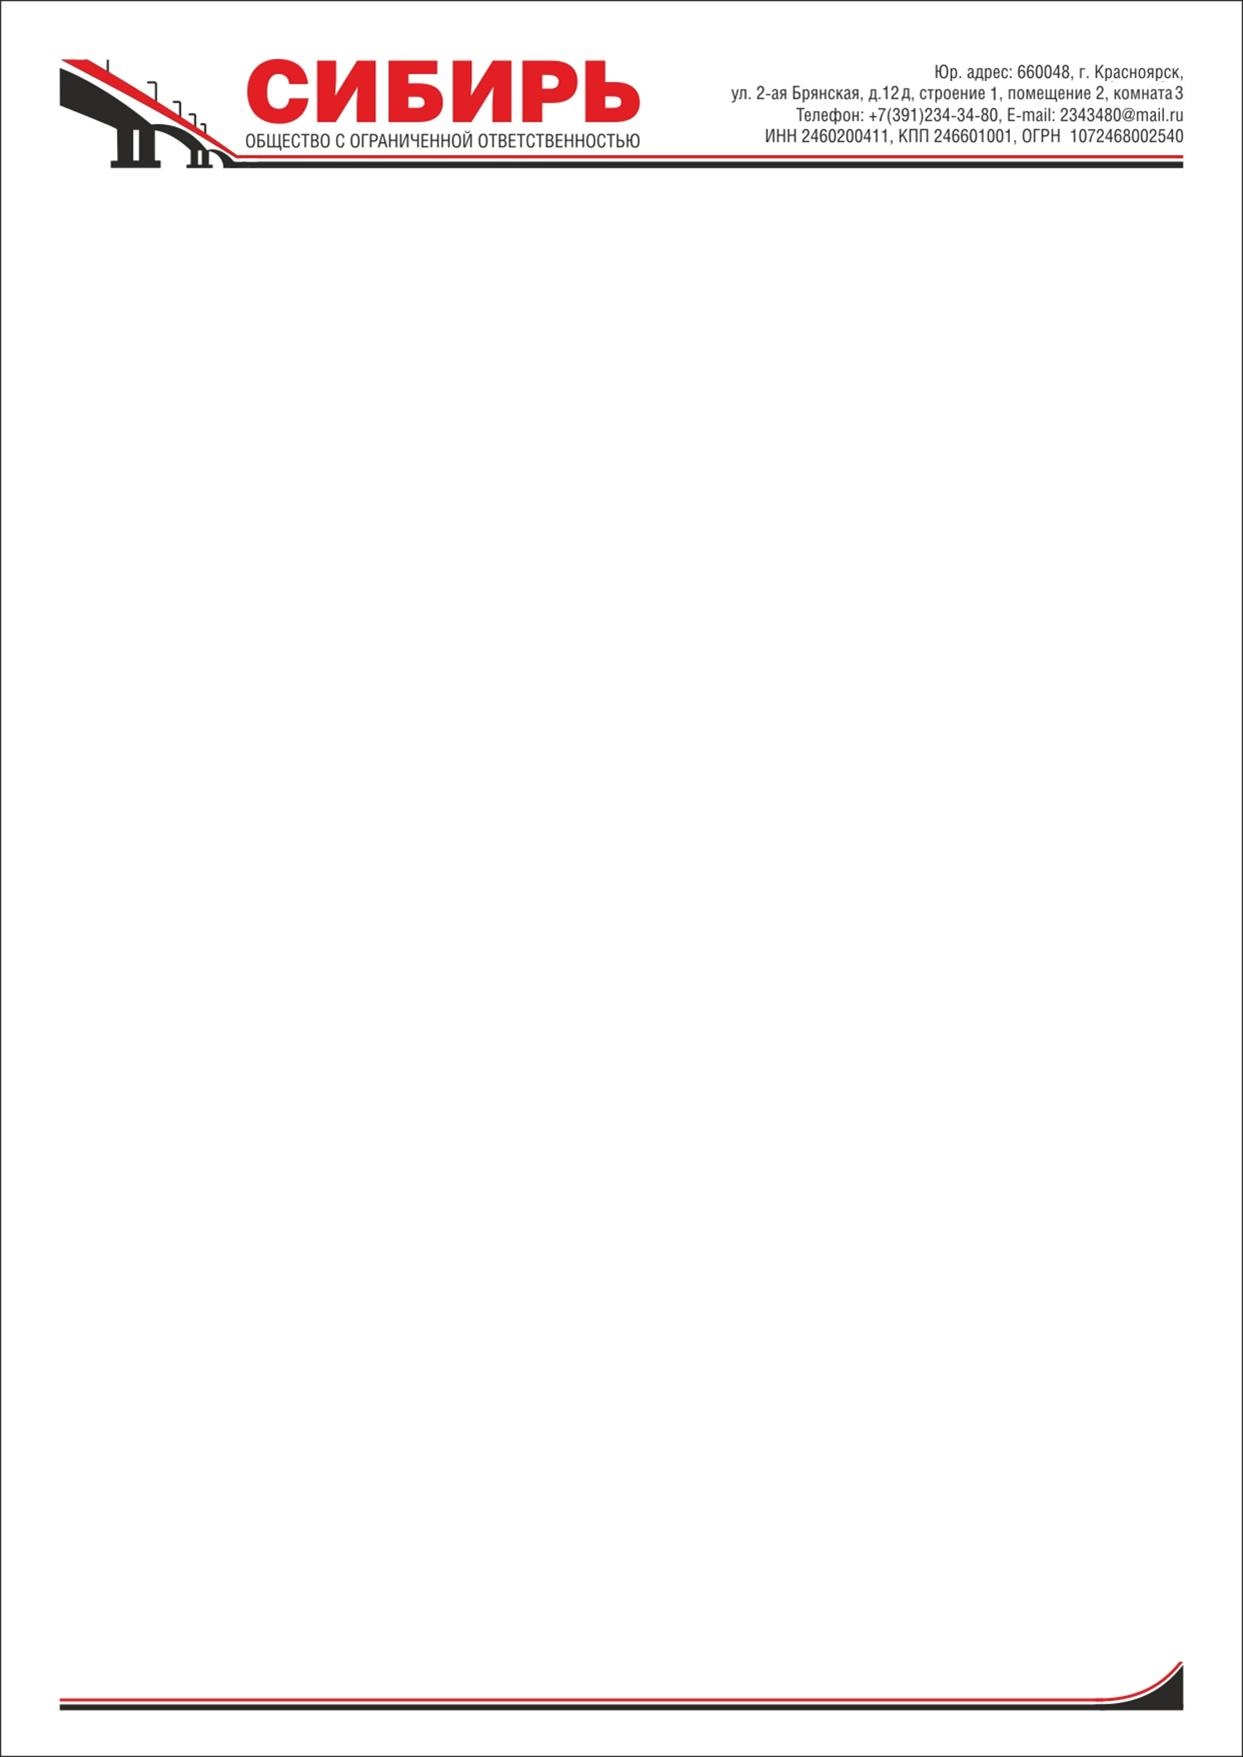 СИБИРЬ
ОБЩЕСТВО С ОГРАНИЧЕННОЙ ОТВЕТСТВЕННОСТЬЮ
Юр. адрес: 660048, г. Красноярск,
ул. 2-ая Брянская, д.12д, строение 1, помещение 2, комната 3
Телефон: +7(391)234-34-80, E-mail: 2343480@mail.ru
ИНН 2460200411, КПП 246601001, ОГРН 1072468002540